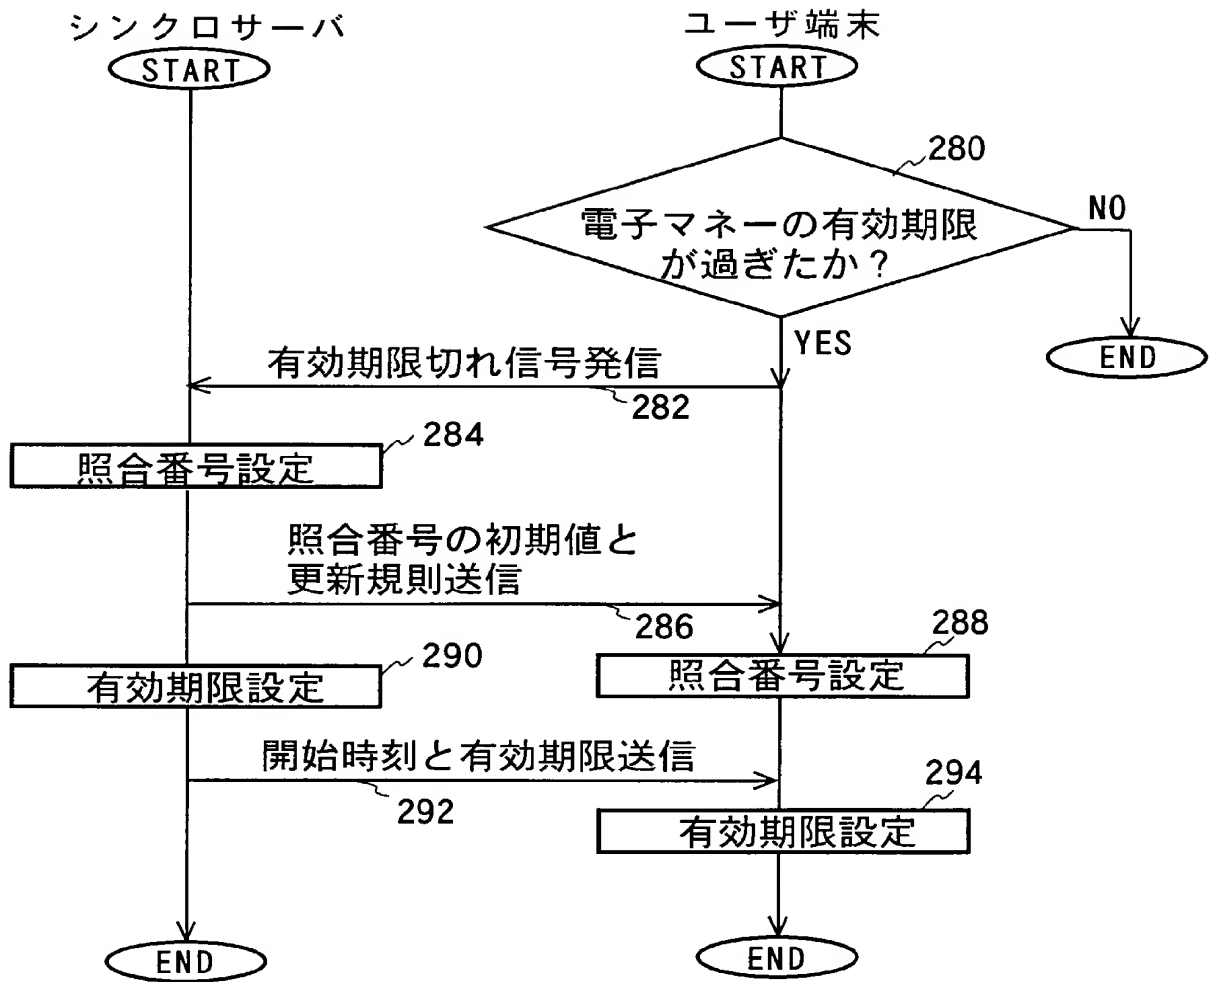 シンクロサーバ
ユーザ端末
START
START
280
電子マネーの有効期限
が過ぎたか？
NO
YES
END
有効期限切れ信号発信
282
284
照合番号設定
照合番号の初期値と
更新規則送信
286
288
照合番号設定
290
有効期限設定
開始時刻と有効期限送信
292
294
有効期限設定
END
END